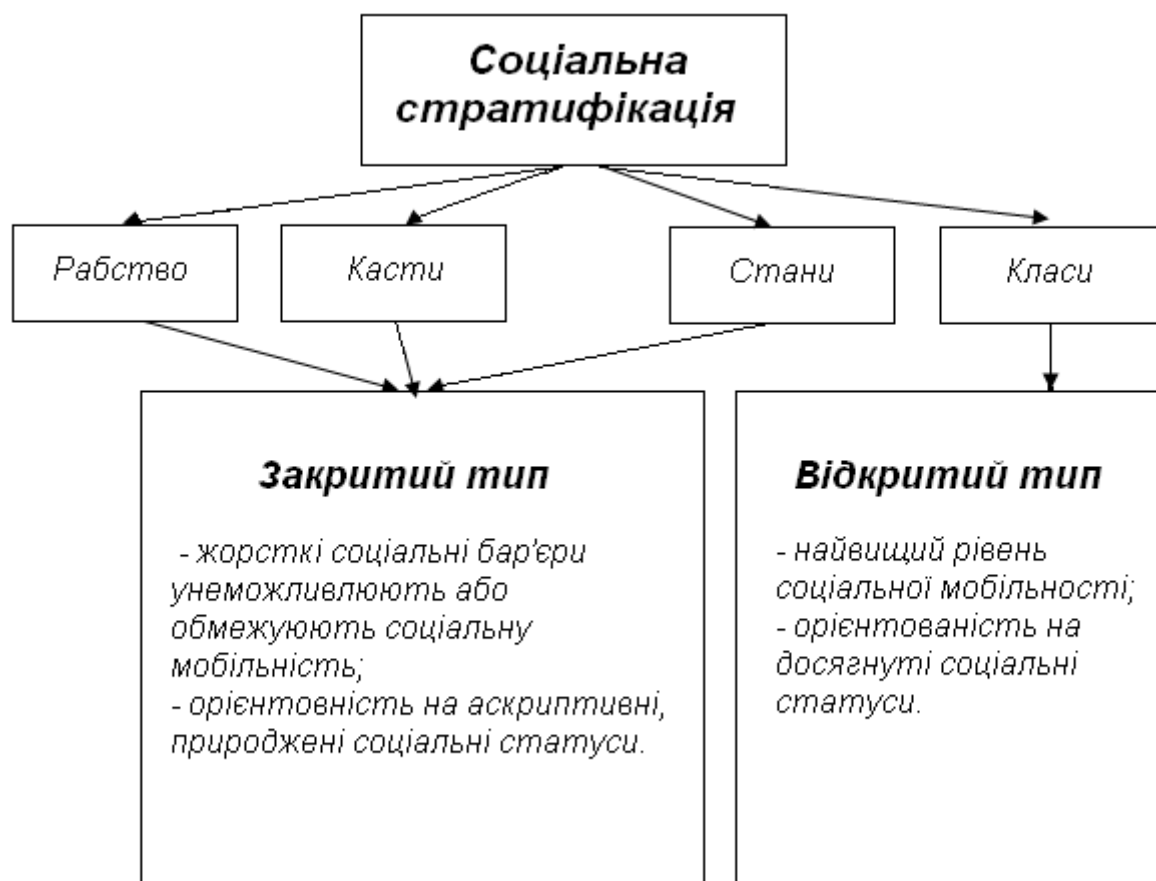 Соціальна
стратифікація
Рабство
Касти
Стани
Класи
Закритий тип
- жорсткі соціальні бар'єри
унеможливлюють або
обмежуюють соціальну
мобільність;
- орієнтовність на аскриптивні,
природжені соціальні статуси.
Відкритий тип
- найвищий рівень
соціальної мобільності;
- орієнтованість на
досягнуті соціальні
статуси.